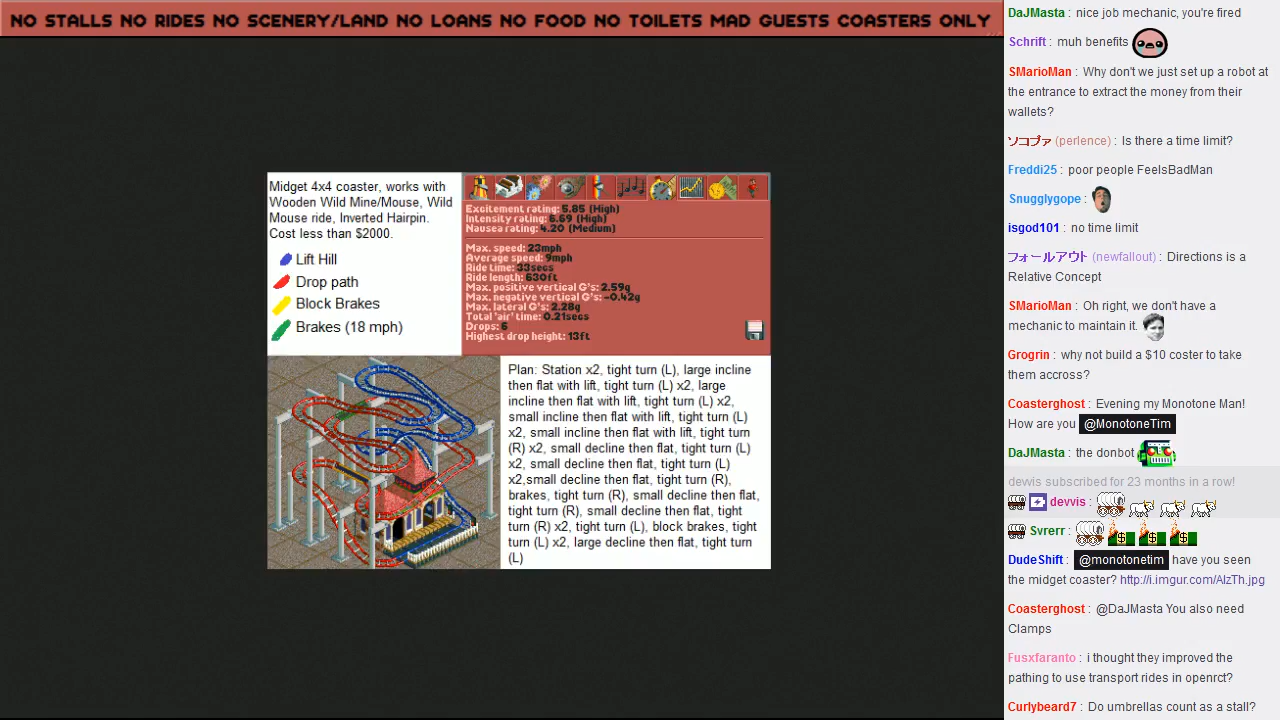 NO STALLS NO RIDES NO SCENERY/LAND NO LOANS NO FOOD NO TOILETS MAD GUESTS COASTERS ONLY
Midget 4x4 coaster, works with
Wooden Wild Mine/Mouse, Wild
Mouse ride, Inverted Hairpin.
Cost less than $2000.
Lift Hill
Drop path
Block Brakes
Brakes (18 mph)
Excitement rating: 5.85 (High)
Intensity rating: 6.69 (High)
Nausea rating: 4.20 (Medium)
Max. speed: 23mph
Average speed: 9mph
Ride time: 33secs
Ride length: 630ft
Max. positive vertical G's: 2.59g
Max. negative vertical G's: -0.42g
Max. lateral G's: 2.28g
Total 'air' time: 0.21secs
Drops: 6
Highest drop height: 13ft
Plan: Station x2, tight turn (L), large incline
then flat with lift, tight turn (L) x2, large
incline then flat with lift, tight turn (L) x2,
small incline then flat with lift, tight turn (L)
x2, small incline then flat with lift, tight turn
(R) x2, small decline then flat, tight turn (L)
x2, small decline then flat, tight turn (L)
x2,small decline then flat, tight turn (R),
brakes, tight turn (R), small decline then flat,
tight turn (R), small decline then flat, tight
turn (R) x2, tight turn (L), block brakes, tight
turn (L) x2, large decline then flat, tight turn
(L)
DaJMasta : nice job mechanic, you're fired
Schrift : muh benefits
SMarioMan : Why don't we just set up a robot at
the entrance to extract the money from their
wallets?
ソコプァ (perlence) : Is there a time limit?
Freddi25 : poor people FeelsBadMan
Snugglygope :
isgod101 : no time limit
フォールアウト (newfallout) : Directions is a
Relative Concept
SMarioMan : Oh right, we don't have a
mechanic to maintain it.
Grogrin : why not build a $10 coster to take
them accross?
Coasterghost : Evening my Monotone Man!
How are you @MonotoneTim
DaJMasta : the donbot
devvis subscribed for 23 months in a row!
devvis :
Svrerr :
DudeShift : @monotonetim have you seen
the midget coaster? http://i.imgur.com/AlzTh.jpg
Coasterghost : @DaJMasta You also need
Clamps
Fusxfaranto : i thought they improved the
pathing to use transport rides in openrct?
Curlybeard7 : Do umbrellas count as a stall?